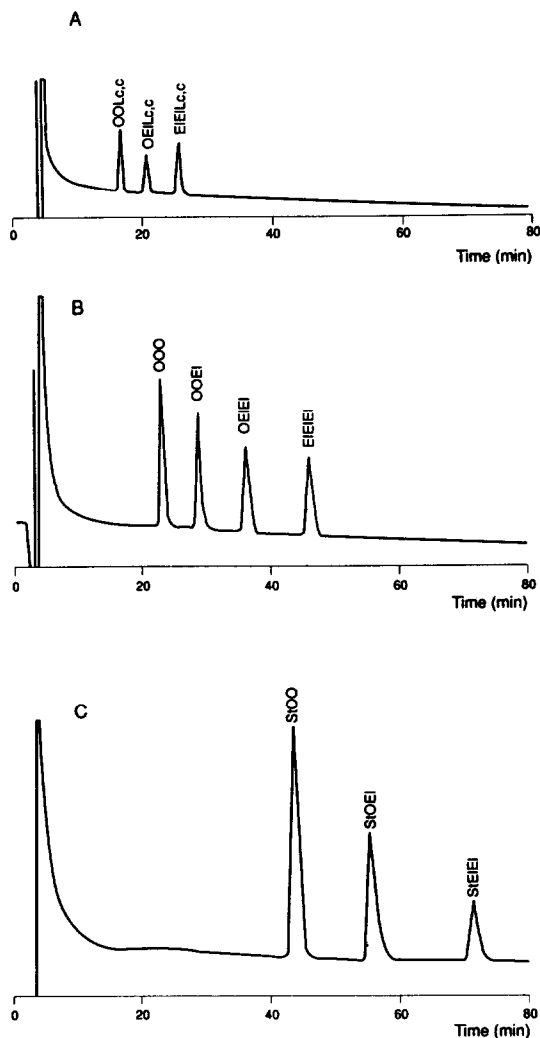 A
OOLc,c
OElLc,c
ElElLc,c
0 20 40 60 80
Time (min)
B
OOO
OOEl
OElEl
ElElEl
0 20 40 60 80
Time (min)
C
StOO
StOEl
StElEl
0 20 40 60 80
Time (min)